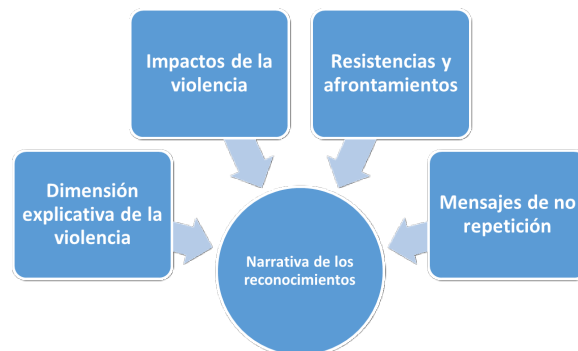 Impactos de la
violencia
Resistencias y
afrontamientos
Dimensión
explicativa de la
violencia
Mensajes de no
repetición
Narrativa de los
reconocimientos